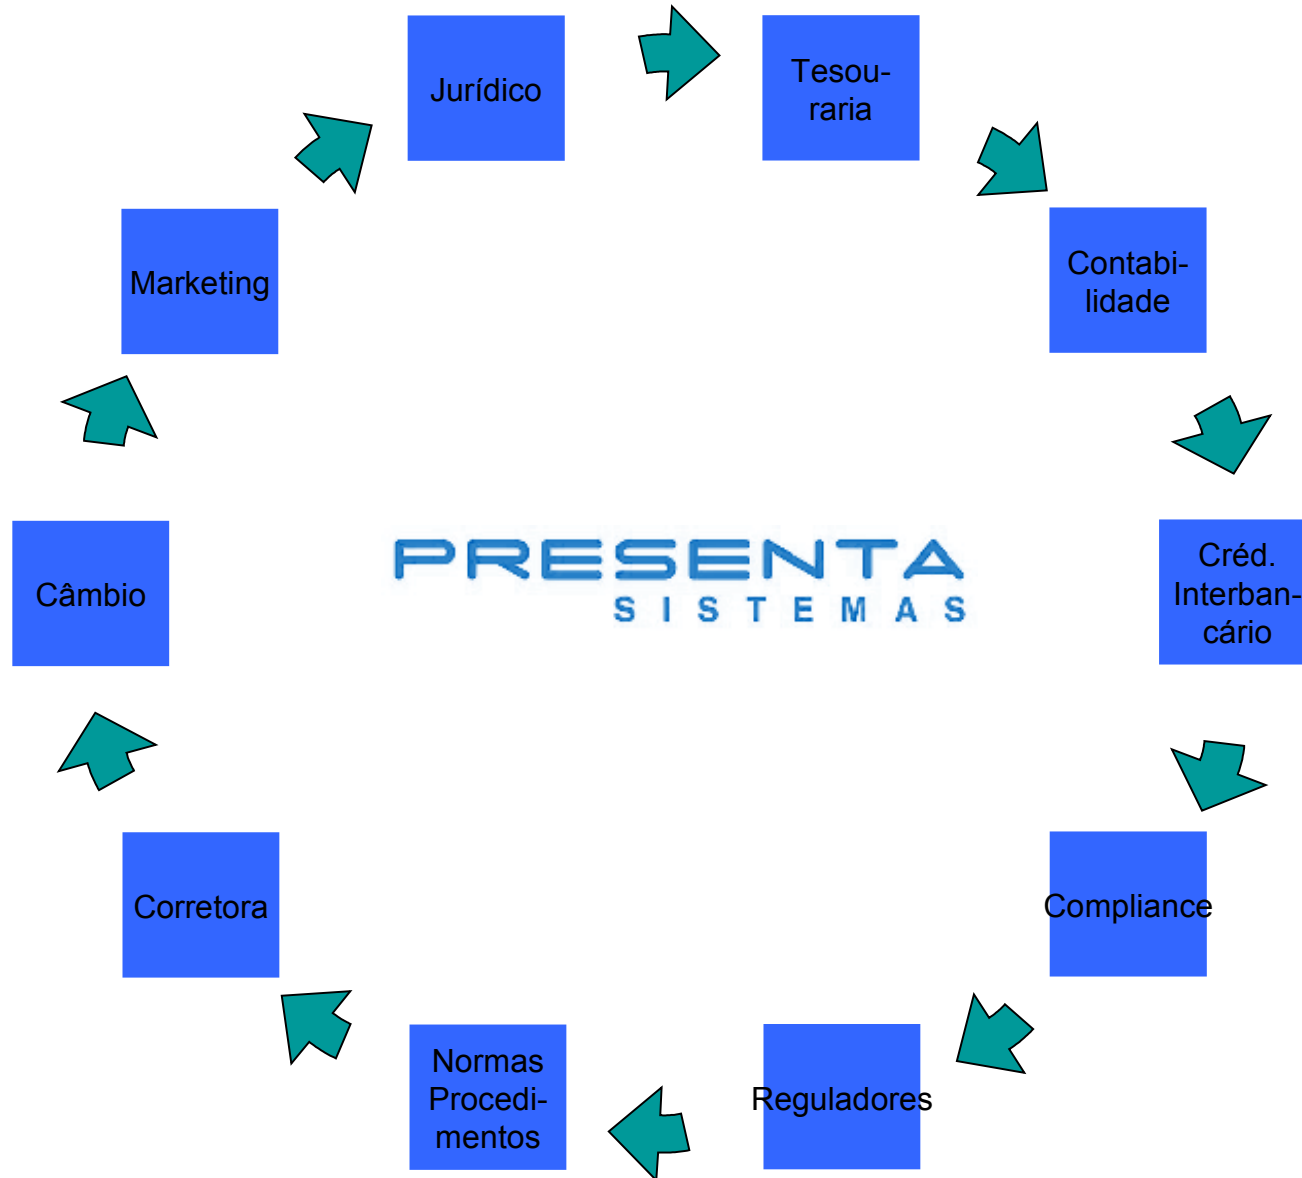 Jurídico
Tesou-
raria
Contabi-
lidade
Créd.
Interban-
cário
Compliance
Reguladores
Normas
Procedi-
mentos
Corretora
Câmbio
Marketing
PRESENTA
SISTEMAS